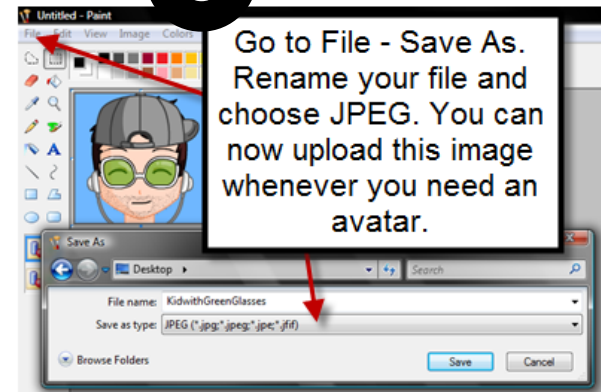 Untitled - Paint
File Edit View Image Colors
Go to File - Save As.
Rename your file and
choose JPEG. You can
now upload this image
whenever you need an
avatar.
A
Save As
Desktop
Search
File name: KidwithGreenGlasses
Save as type: JPEG (*.jpg;*.jpeg;*.jpe;*.jfif)
Browse Folders
Save Cancel